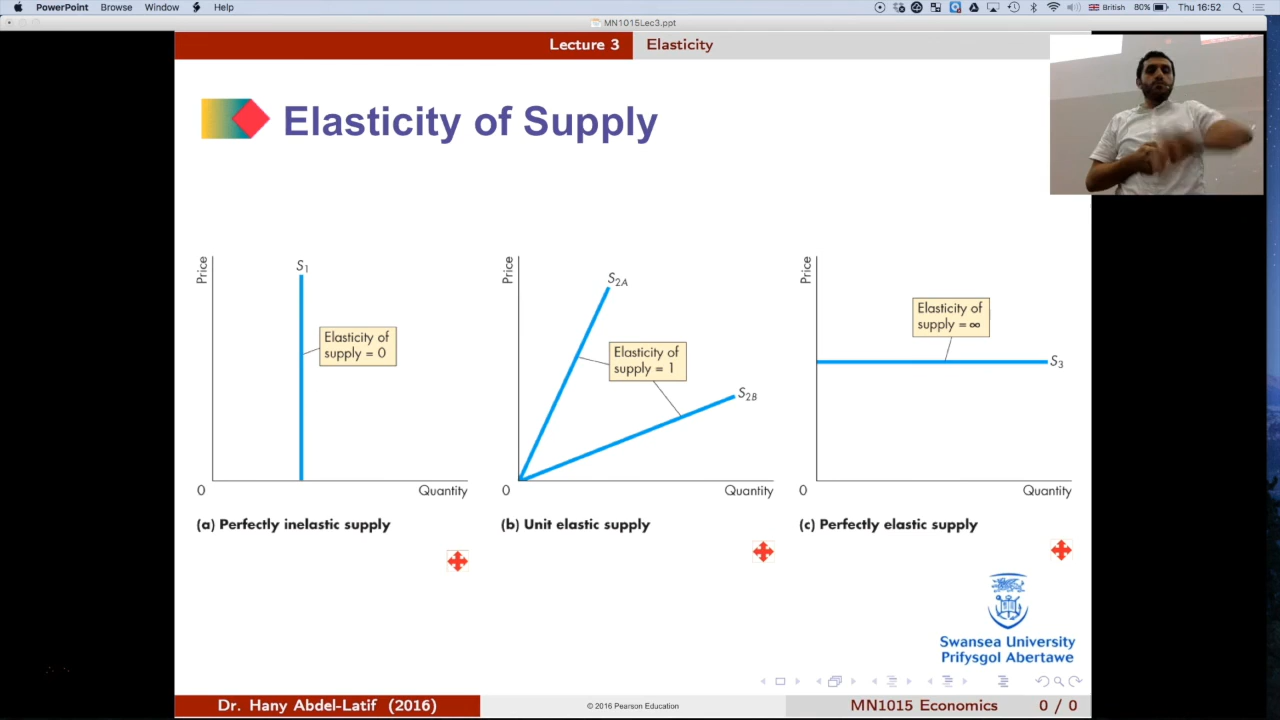 PowerPoint Browse Window Help British 80% Thu 16:52
MN1015Lec3.ppt
Lecture 3 Elasticity
Elasticity of Supply
Price
S1
Elasticity of
supply = 0
0
Quantity
(a) Perfectly inelastic supply
Price
S2A
Elasticity of
supply = 1
S2B
0
Quantity
(b) Unit elastic supply
Price
Elasticity of
supply = ∞
S3
0
Quantity
(c) Perfectly elastic supply
Swansea University
Prifysgol Abertawe
Dr. Hany Abdel-Latif (2016) © 2016 Pearson Education MN1015 Economics 0 / 0